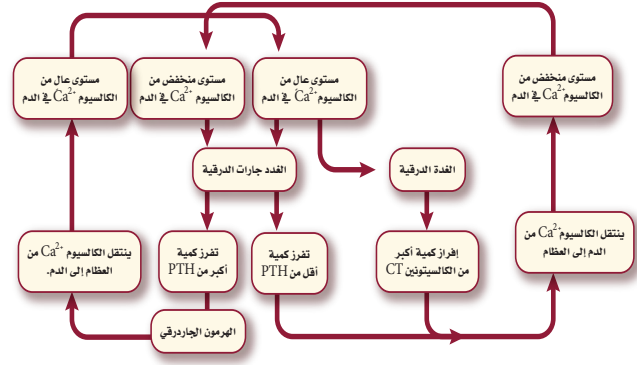 مستوى منخفض من
الكالسيوم Ca²⁺ في الدم
مستوى عال من
الكالسيوم Ca²⁺ في الدم
مستوى منخفض من
الكالسيوم Ca²⁺ في الدم
مستوى عال من
الكالسيوم Ca²⁺ في الدم
الغدة الدرقية
الغدد جارات الدرقية
ينتقل الكالسيوم Ca²⁺ من
الدم إلى العظام
إفراز كمية أكبر
من الكالسيتونين CT
تفرز كمية
أقل من PTH
تفرز كمية
أكبر من PTH
ينتقل الكالسيوم Ca²⁺ من
العظام إلى الدم.
الهرمون الجاردرقي